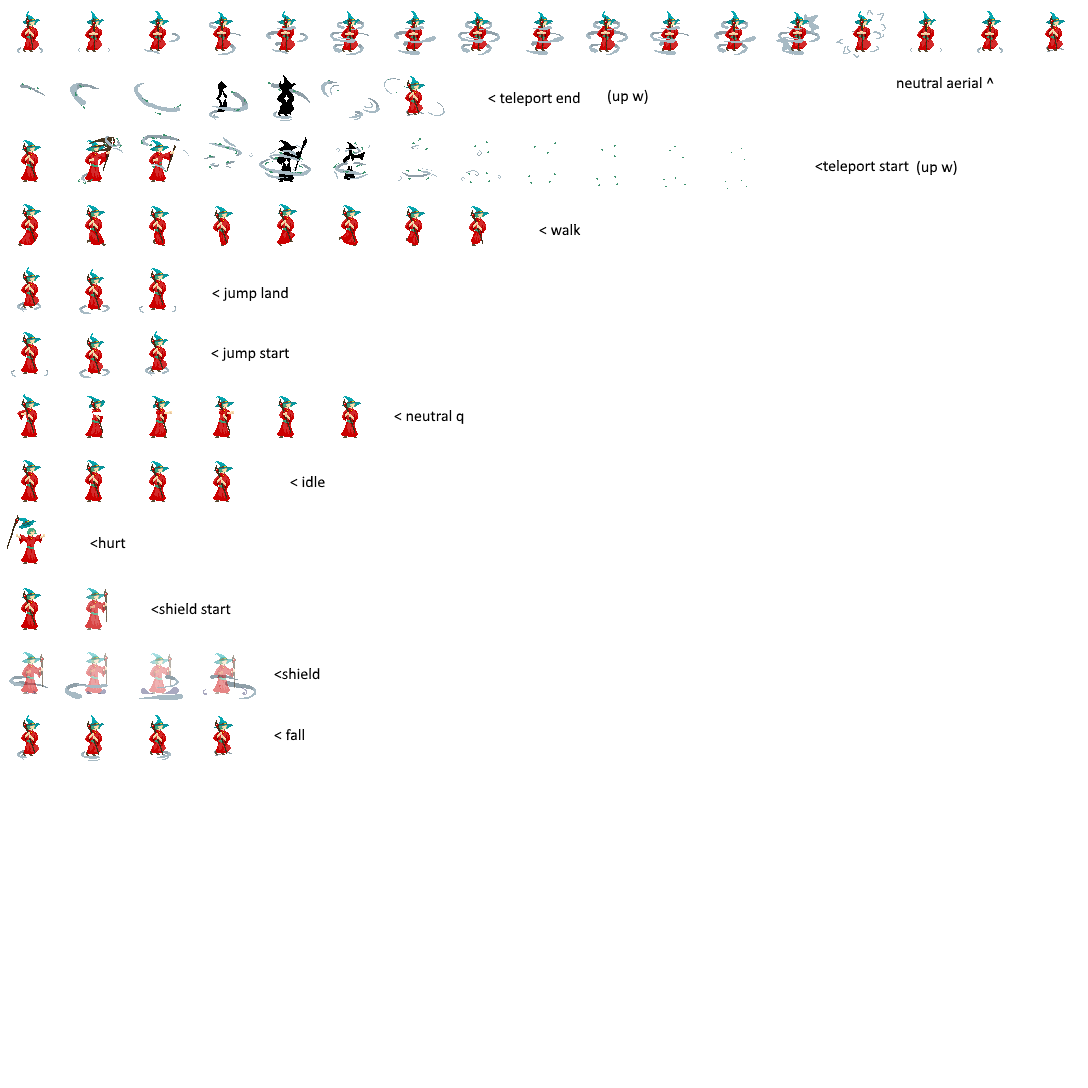 neutral aerial ^
< teleport end (up w)
<teleport start (up w)
< walk
< jump land
< jump start
< neutral q
< idle
<hurt
<shield start
<shield
< fall